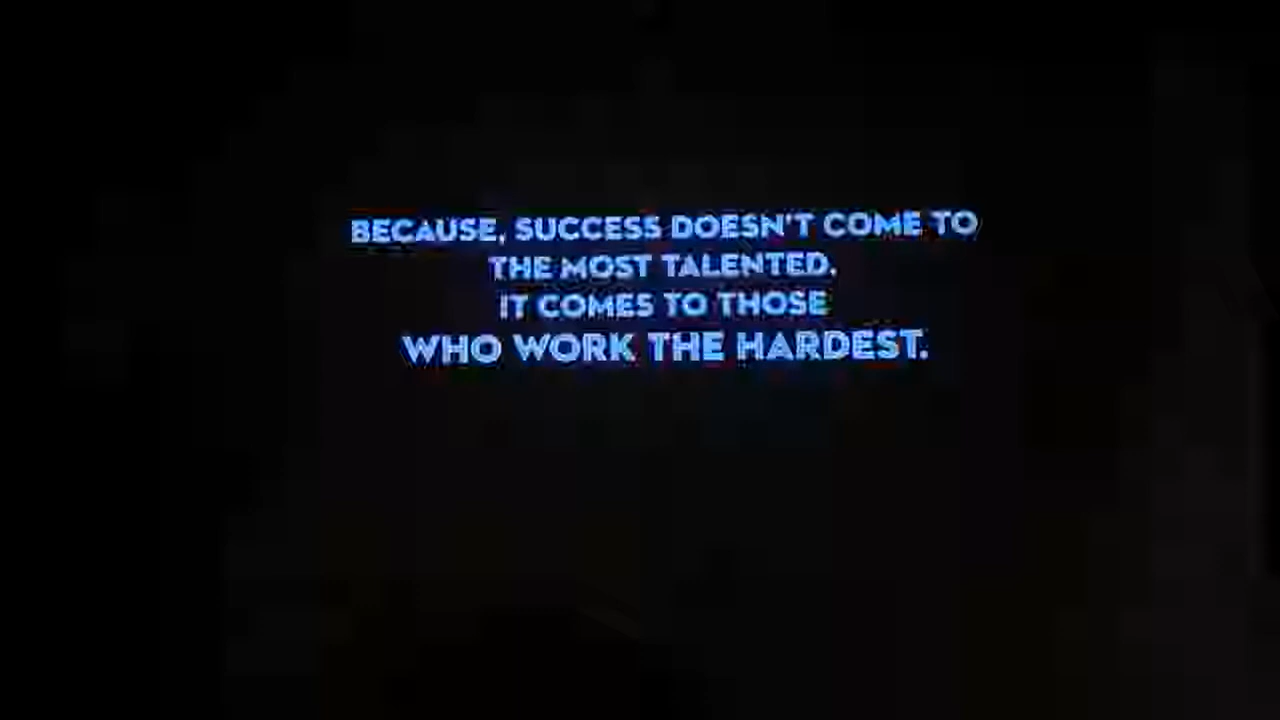 BECAUSE, SUCCESS DOESN'T COME TO
THE MOST TALENTED.
IT COMES TO THOSE
WHO WORK THE HARDEST.